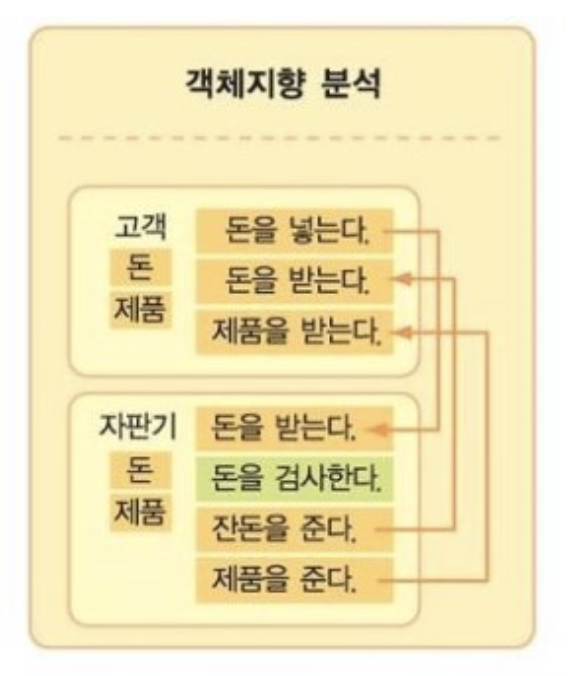 객체지향 분석
고객
돈
제품
돈을 넣는다.
돈을 받는다.
제품을 받는다.
자판기
돈
제품
돈을 받는다.
돈을 검사한다.
잔돈을 준다.
제품을 준다.